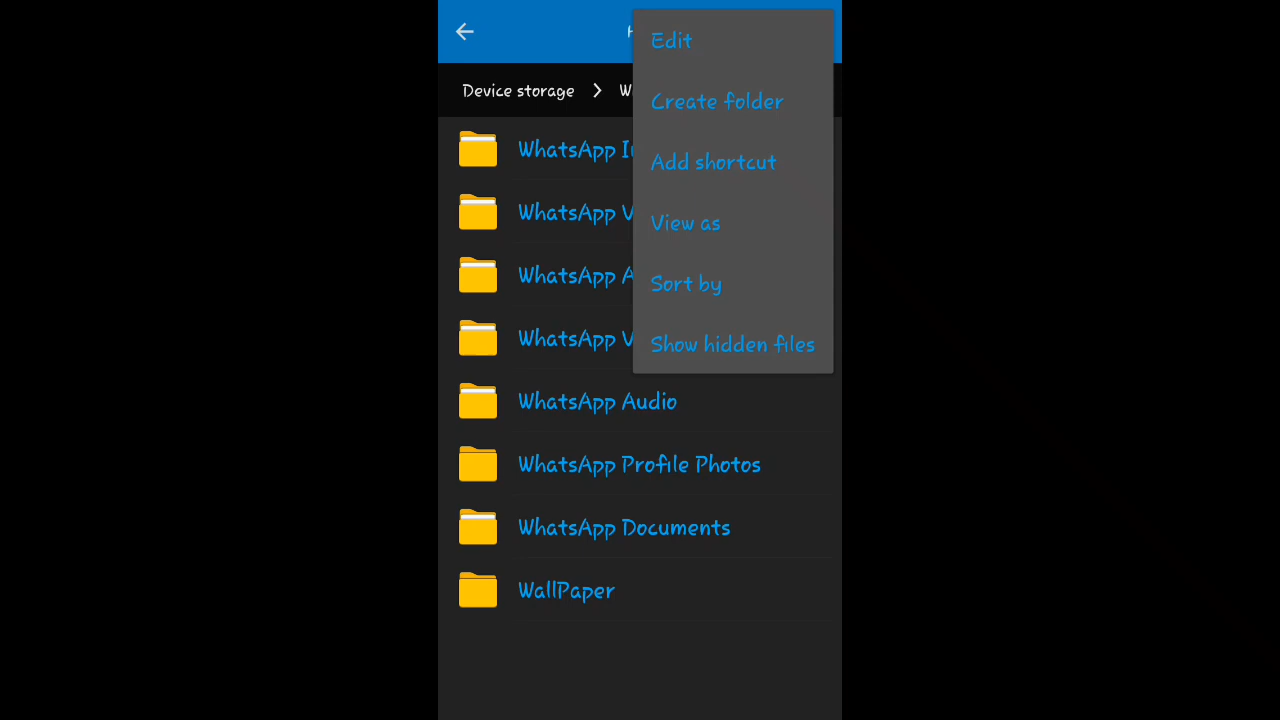 Edit
Device storage
Create folder
WhatsApp
Add shortcut
WhatsApp
View as
WhatsApp
Sort by
WhatsApp
Show hidden files
WhatsApp Audio
WhatsApp Profile Photos
WhatsApp Documents
WallPaper